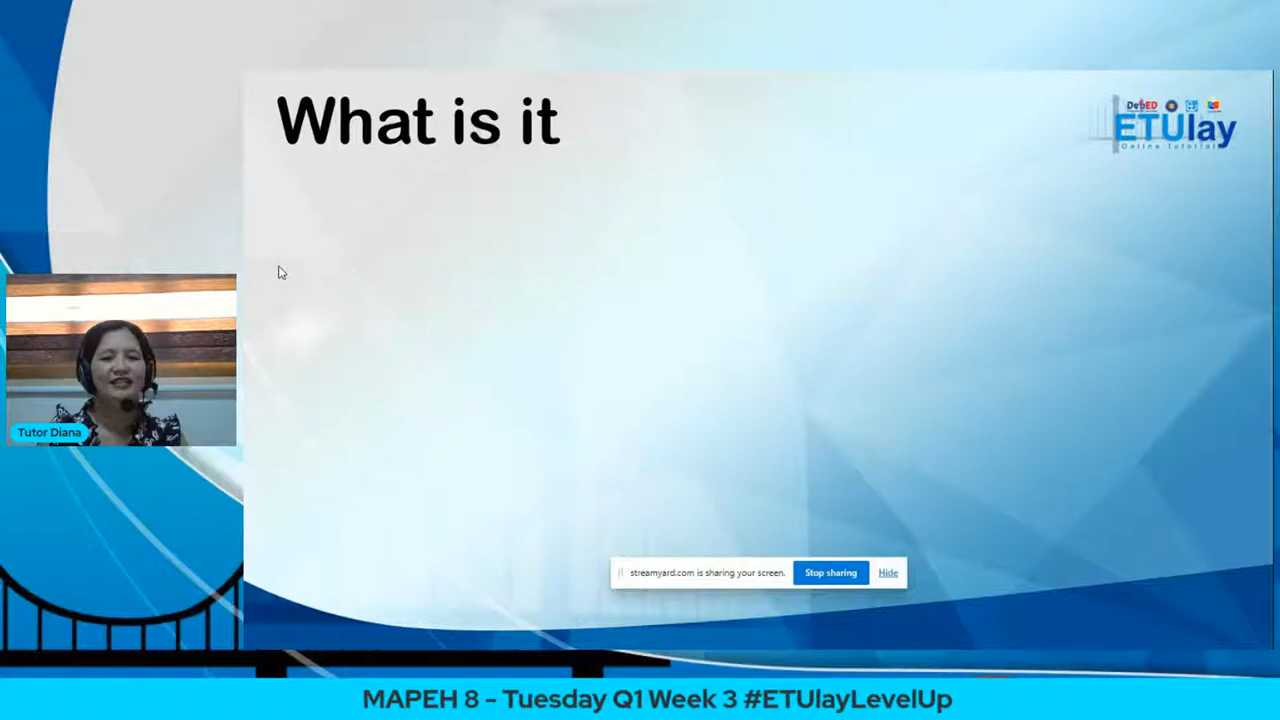 What is it
DepED
ETUlay
Online Tutorial
Tutor Diana
streamyard.com is sharing your screen.
Stop sharing
Hide
MAPEH 8 - Tuesday Q1 Week 3 #ETUlayLevelUp